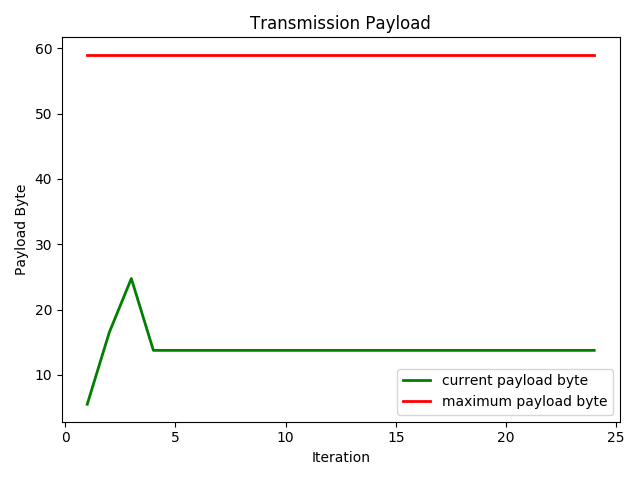 Transmission Payload
60
50
40
30
20
10
Payload Byte
0
5
10
15
20
25
Iteration
current payload byte
maximum payload byte